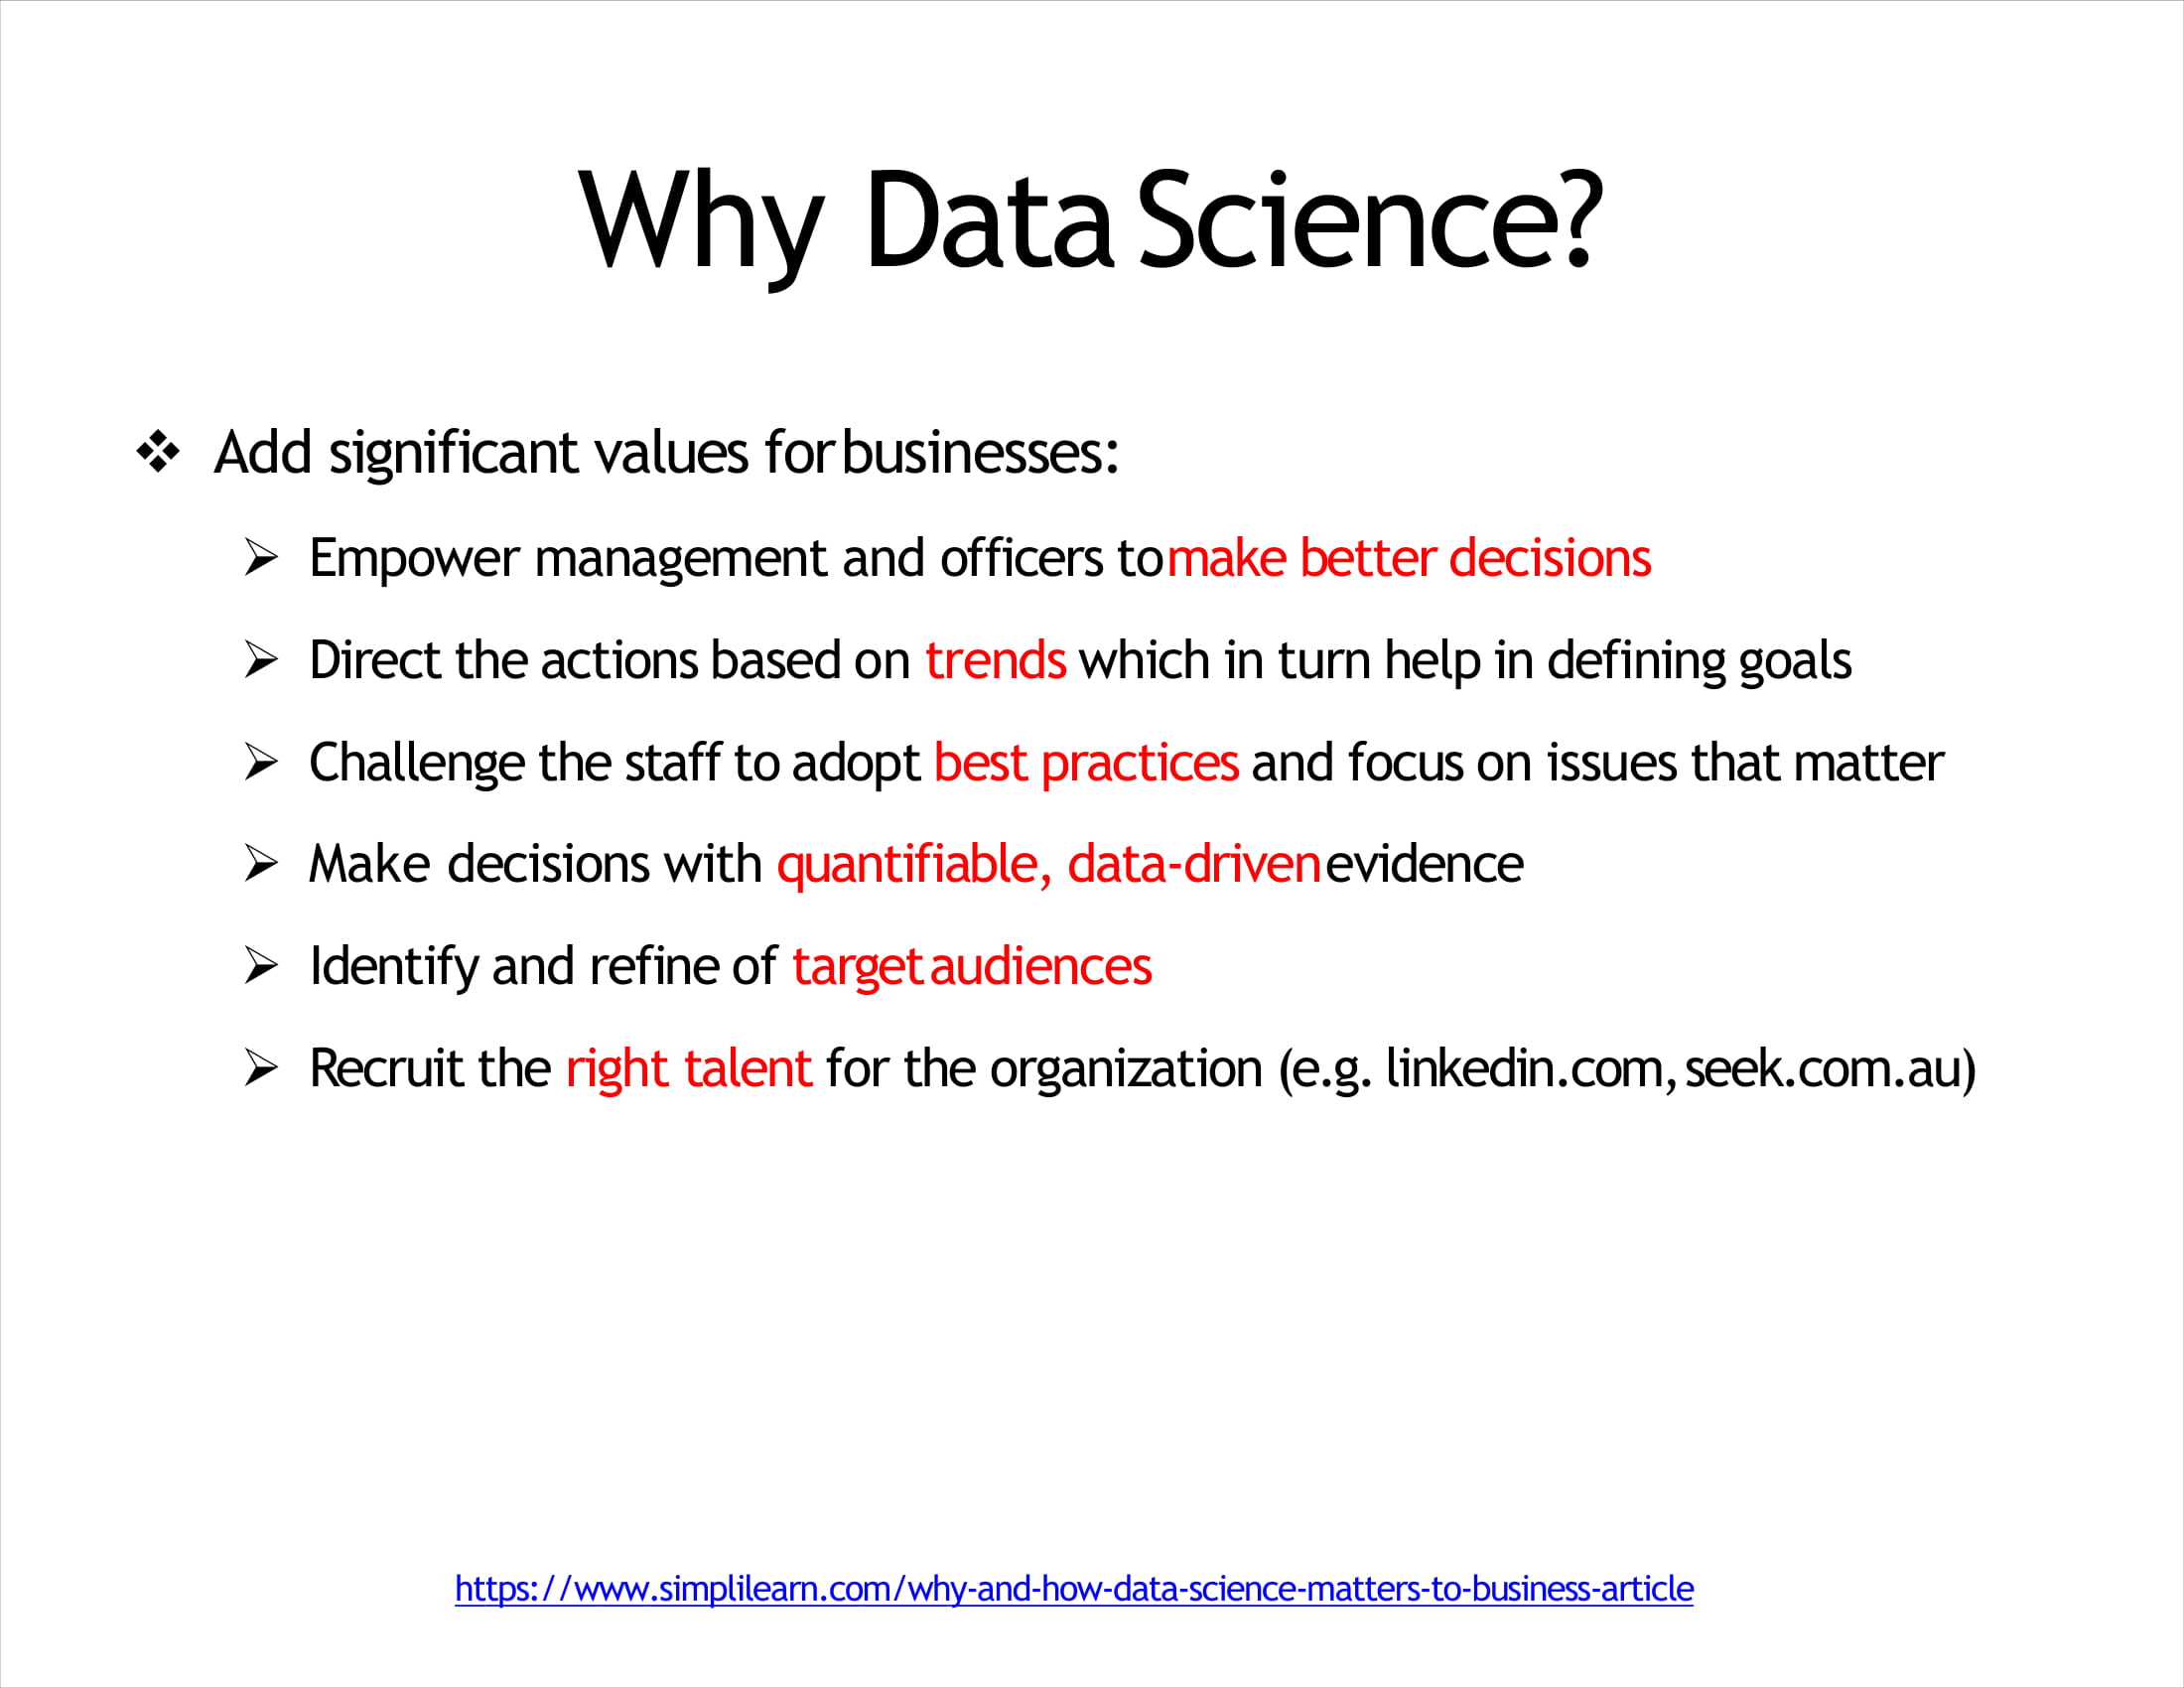 Why Data Science?
❖ Add significant values for businesses:
➢ Empower management and officers to make better decisions
➢ Direct the actions based on trends which in turn help in defining goals
➢ Challenge the staff to adopt best practices and focus on issues that matter
➢ Make decisions with quantifiable, data-driven evidence
➢ Identify and refine of target audiences
➢ Recruit the right talent for the organization (e.g. linkedin.com, seek.com.au)
https://www.simplilearn.com/why-and-how-data-science-matters-to-business-article